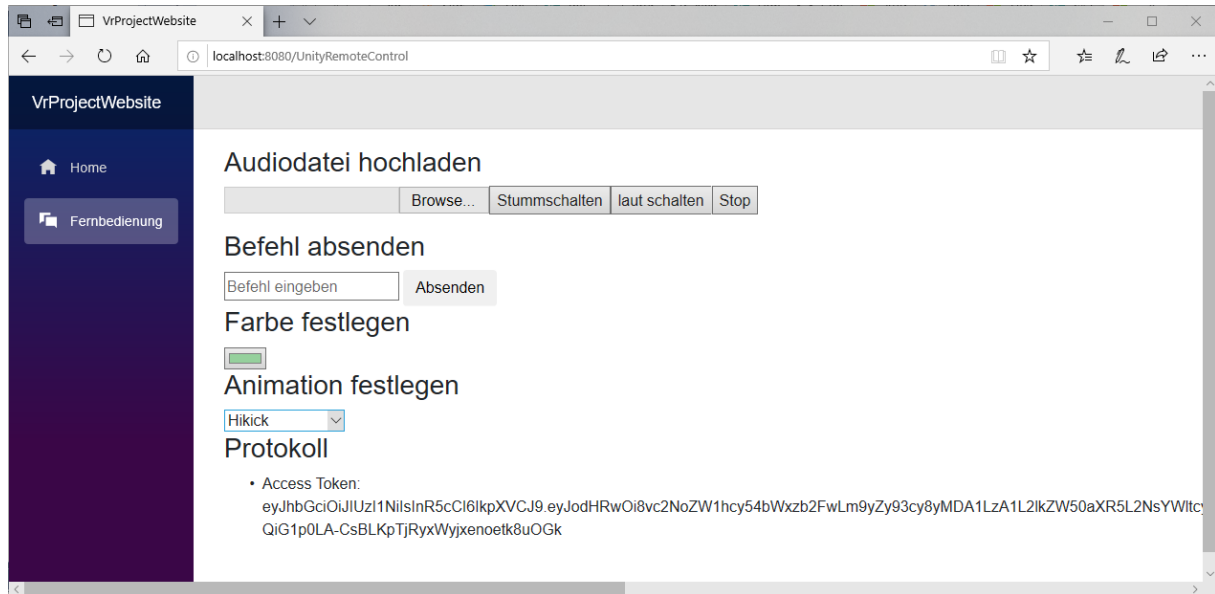 VrProjectWebsite
localhost:8080/UnityRemoteControl
VrProjectWebsite
Home
Fernbedienung
Audiodatei hochladen
Browse... Stummschalten laut schalten Stop
Befehl absenden
Befehl eingeben Absenden
Farbe festlegen
Animation festlegen
Hikick
Protokoll
• Access Token:
eyJhbGciOiJIUzI1NiIsInR5cCI6IkpXVCJ9.eyJodHRwOi8vc2NoZW1hcy54bWxzb2FwLm9yZy93cy8yMDA1LzA1L2lkZW50aXR5L2NsYWltcy
QiG1p0LA-CsBLKpTjRyxWyjxenoetk8uOGk